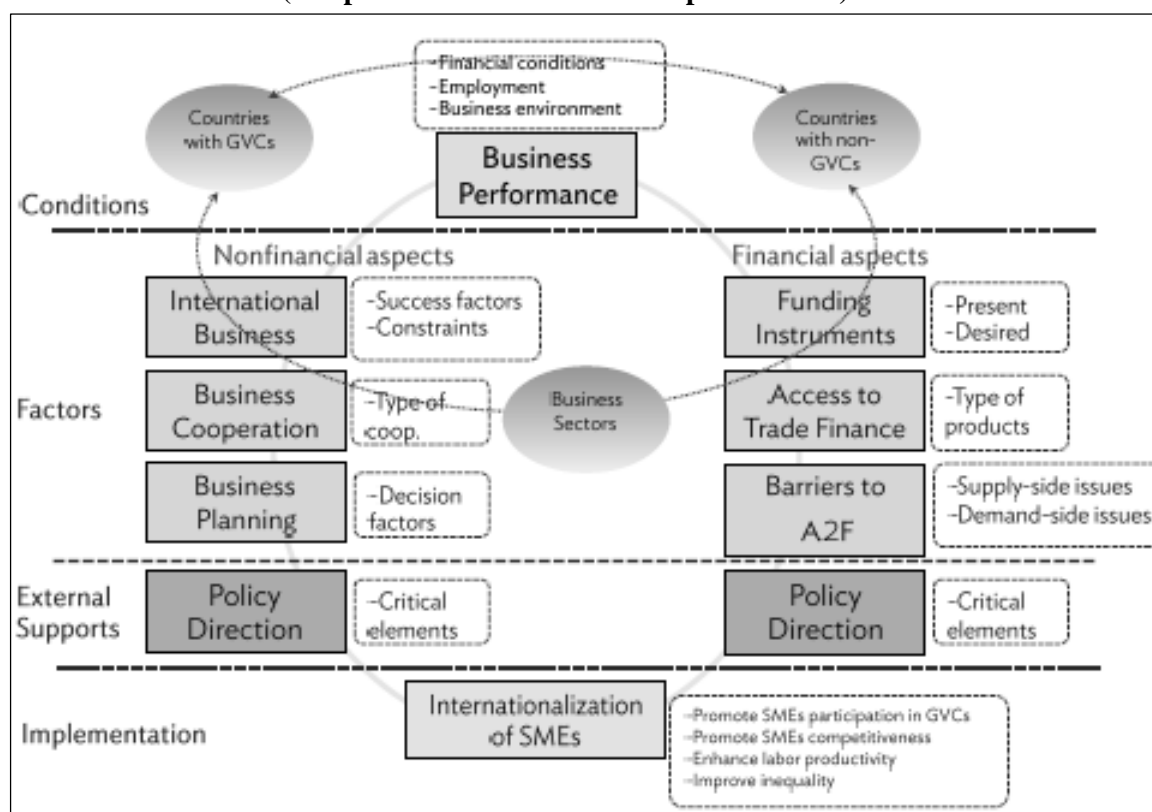 -Financial conditions
-Employment
-Business environment
Countries
with GVCs
Countries
with non-
GVCs
Business
Performance
Conditions
Nonfinancial aspects
Financial aspects
International
Business
-Success factors
-Constraints
Funding
Instruments
-Present
-Desired
Factors
Business
Cooperation
-Type of
coop.
Business
Sectors
Access to
Trade Finance
-Type of
products
Business
Planning
-Decision
factors
Barriers to
A2F
-Supply-side issues
-Demand-side issues
External
Supports
Policy
Direction
-Critical
elements
Policy
Direction
-Critical
elements
Implementation
Internationalization
of SMEs
-Promote SMEs participation in GVCs
-Promote SMEs competitiveness
-Enhance labor productivity
-Improve inequality